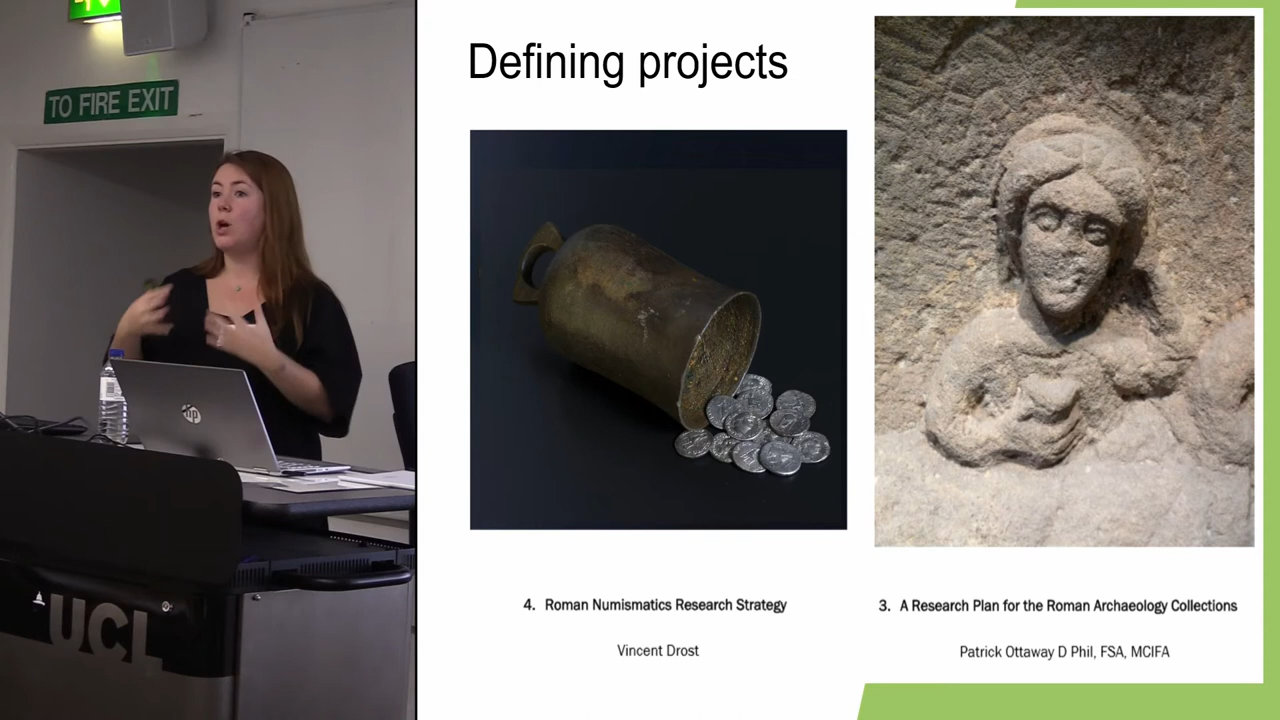 TO FIRE EXIT
hp
UCL
Defining projects
4. Roman Numismatics Research Strategy
Vincent Drost
3. A Research Plan for the Roman Archaeology Collections
Patrick Ottaway D Phil, FSA, MCIFA